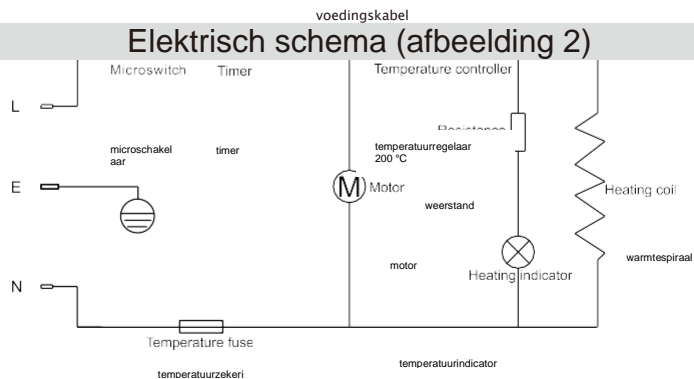 voedingskabel
Elektrisch schema (afbeelding 2)
Microswitch
Timer
Temperature controller
L
microschakel
aar
timer
temperatuurregelaar
200 °C
E
M
Motor
Heating coil
weerstand
motor
warmtespiraal
Heating indicator
N
Temperature fuse
temperatuurindicator
temperatuurzekeri